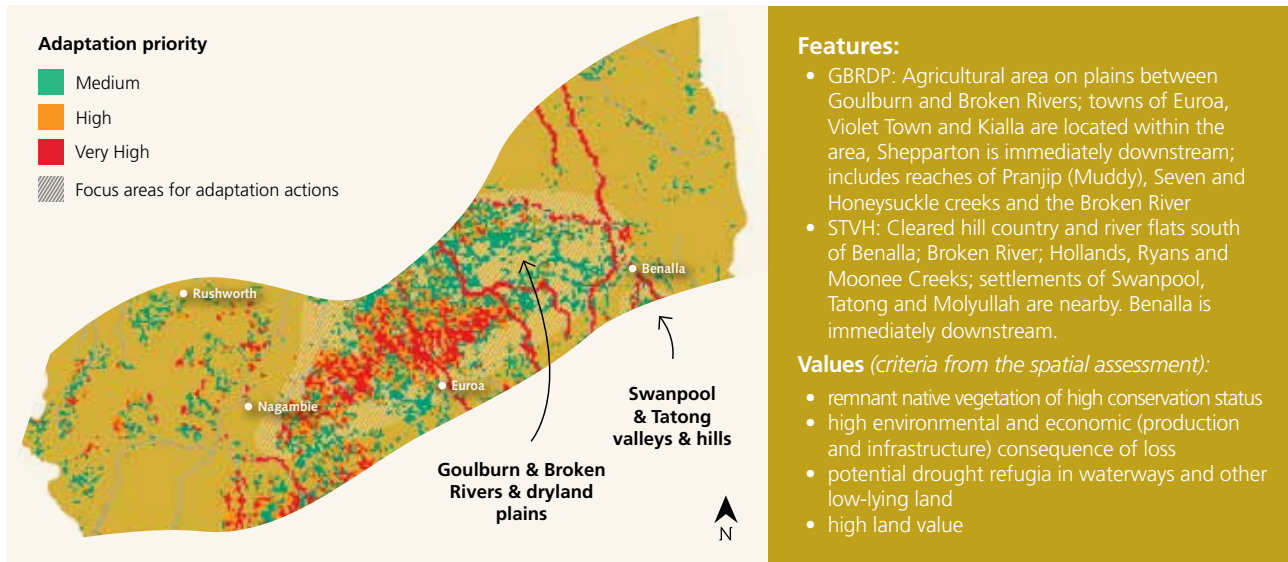 Adaptation priority
Medium
High
Very High
Focus areas for adaptation actions
Rushworth
Benalla
Nagambie
Euroa
Swanpool
& Tatong
valleys & hills
Goulburn & Broken
Rivers & dryland
plains
N
Features:
• GBRDP: Agricultural area on plains between
Goulburn and Broken Rivers; towns of Euroa,
Violet Town and Kialla are located within the
area, Shepparton is immediately downstream;
includes reaches of Pranjip (Muddy), Seven and
Honeysuckle creeks and the Broken River
• STVH: Cleared hill country and river flats south
of Benalla; Broken River; Hollands, Ryans and
Moonee Creeks; settlements of Swanpool,
Tatong and Molyullah are nearby. Benalla is
immediately downstream.
Values (criteria from the spatial assessment):
• remnant native vegetation of high conservation status
• high environmental and economic (production
and infrastructure) consequence of loss
• potential drought refugia in waterways and other
low-lying land
• high land value